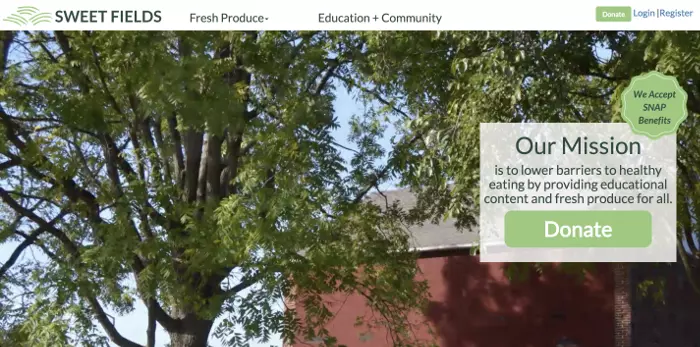 SWEET FIELDS
Fresh Produce
Education + Community
Donate
Login |Register
We Accept
SNAP
Benefits
Our Mission
is to lower barriers to healthy
eating by providing educational
content and fresh produce for all.
Donate